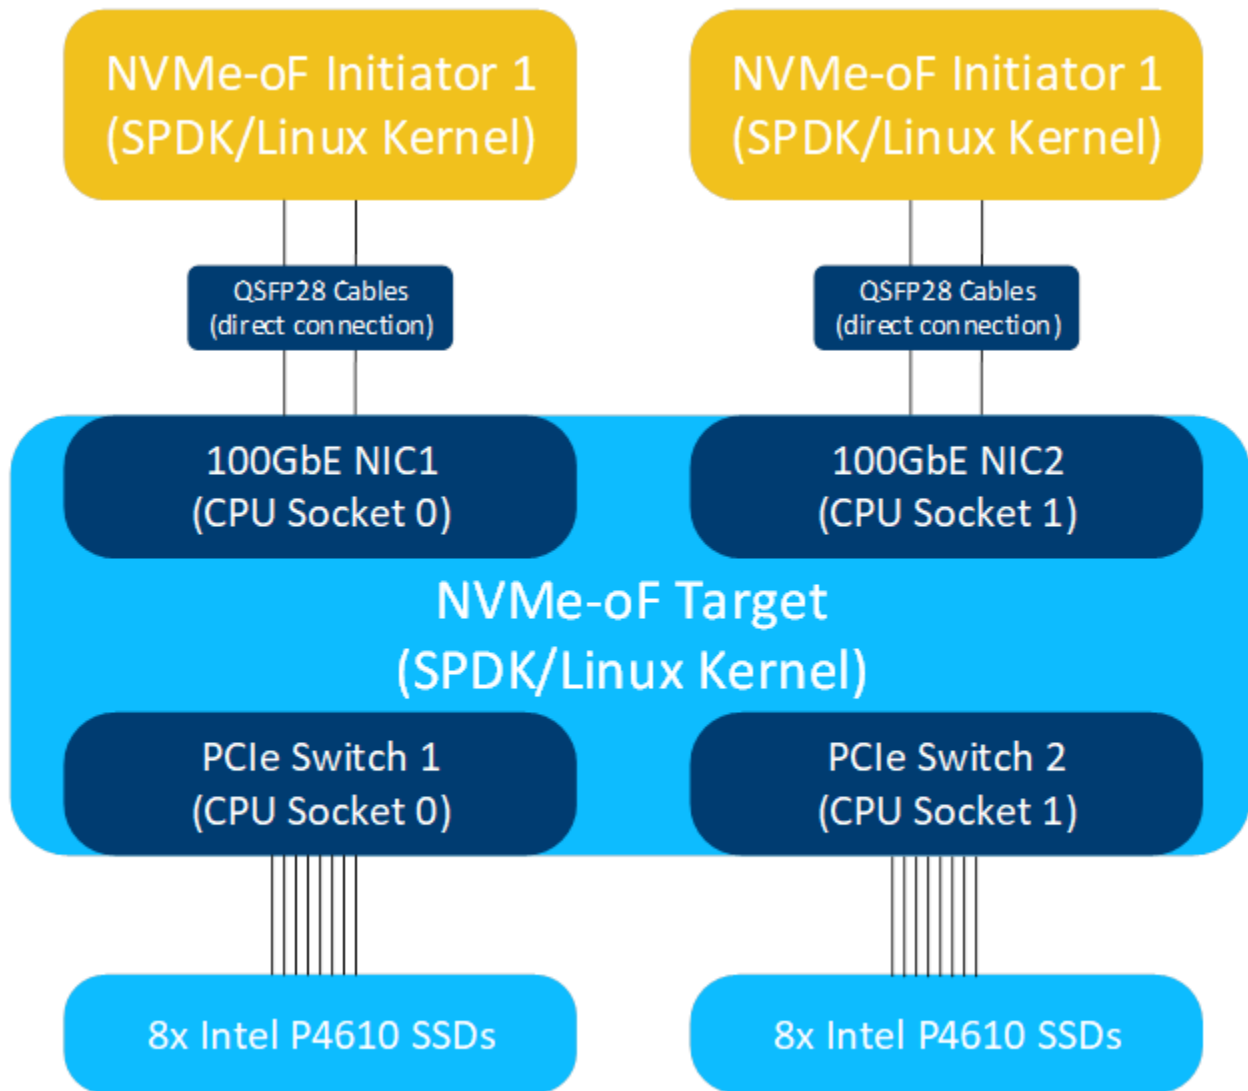 NVMe-oF Initiator 1
(SPDK/Linux Kernel)
NVMe-oF Initiator 1
(SPDK/Linux Kernel)
QSFP28 Cables
(direct connection)
QSFP28 Cables
(direct connection)
100GbE NIC1
(CPU Socket 0)
100GbE NIC2
(CPU Socket 1)
NVMe-oF Target
(SPDK/Linux Kernel)
PCIe Switch 1
(CPU Socket 0)
PCIe Switch 2
(CPU Socket 1)
8x Intel P4610 SSDs
8x Intel P4610 SSDs